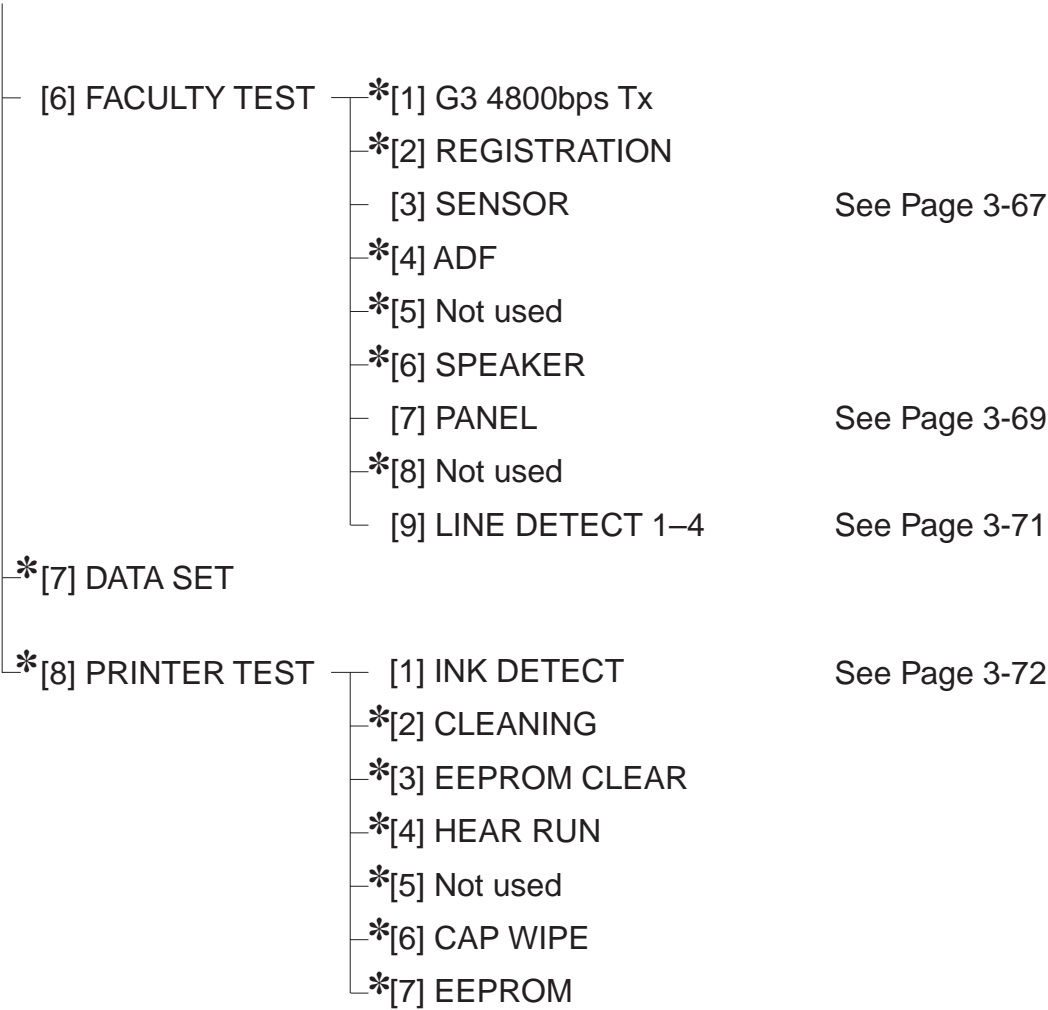 [6] FACULTY TEST *[1] G3 4800bps Tx
*[2] REGISTRATION
[3] SENSOR See Page 3-67
*[4] ADF
*[5] Not used
*[6] SPEAKER
[7] PANEL See Page 3-69
*[8] Not used
[9] LINE DETECT 1–4 See Page 3-71
*[7] DATA SET
*[8] PRINTER TEST [1] INK DETECT See Page 3-72
*[2] CLEANING
*[3] EEPROM CLEAR
*[4] HEAR RUN
*[5] Not used
*[6] CAP WIPE
*[7] EEPROM